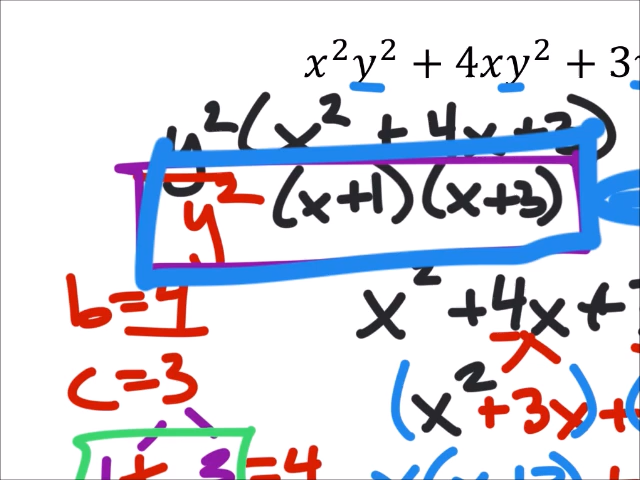 x²y² + 4xy² + 3
y²(x² + 4x+3)
y² (x+1)(x+3)
b=4
x² +4x+
c=3
(x²+3x)+(
1+3=4